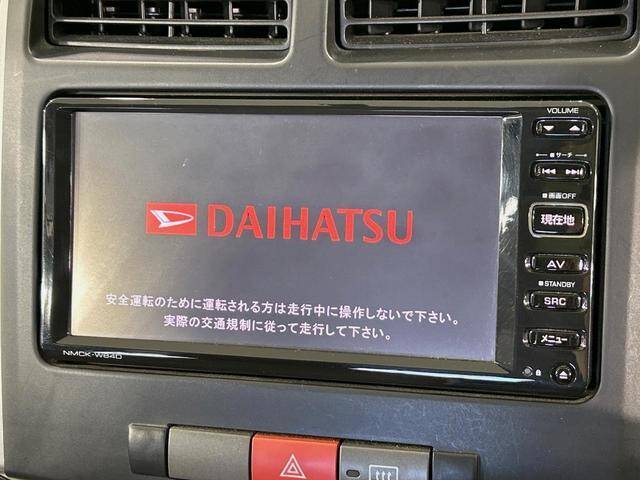 VOLUME
■サーチ
■画面OFF
現在地
AV
■STANDBY
SRC
メニュー
DAIHATSU
安全運転のために運転される方は走行中に操作しないで下さい。
実際の交通規制に従って走行して下さい。
NMCK-W64D